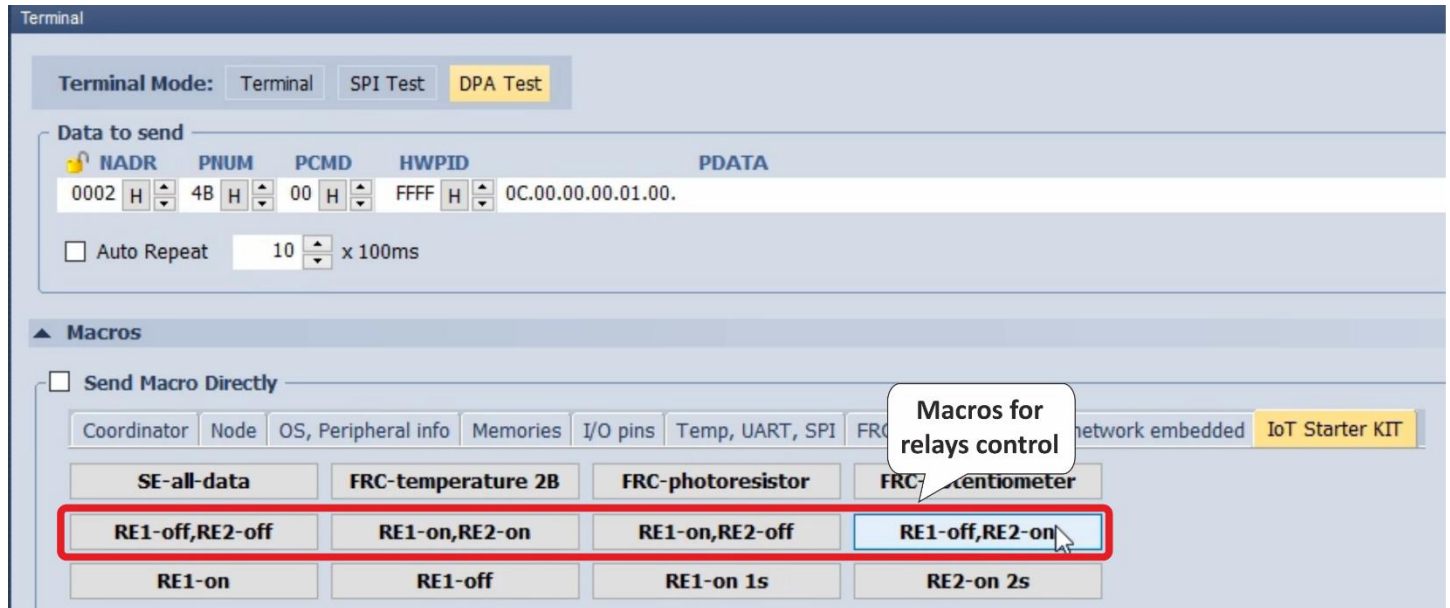 Terminal
Terminal Mode: Terminal SPI Test DPA Test
Data to send
NADR PNUM PCMD HWPID PDATA
0002 H 4B H 00 H FFFF H 0C.00.00.00.01.00.
Auto Repeat 10 x 100ms
Macros
Send Macro Directly
Macros for
relays control
Coordinator Node OS, Peripheral info Memories I/O pins Temp, UART, SPI network embedded IoT Starter KIT
SE-all-data FRC-temperature 2B FRC-photoresistor
RE1-off,RE2-off RE1-on,RE2-on RE1-on,RE2-off RE1-off,RE2-on
RE1-on RE1-off RE1-on 1s RE2-on 2s